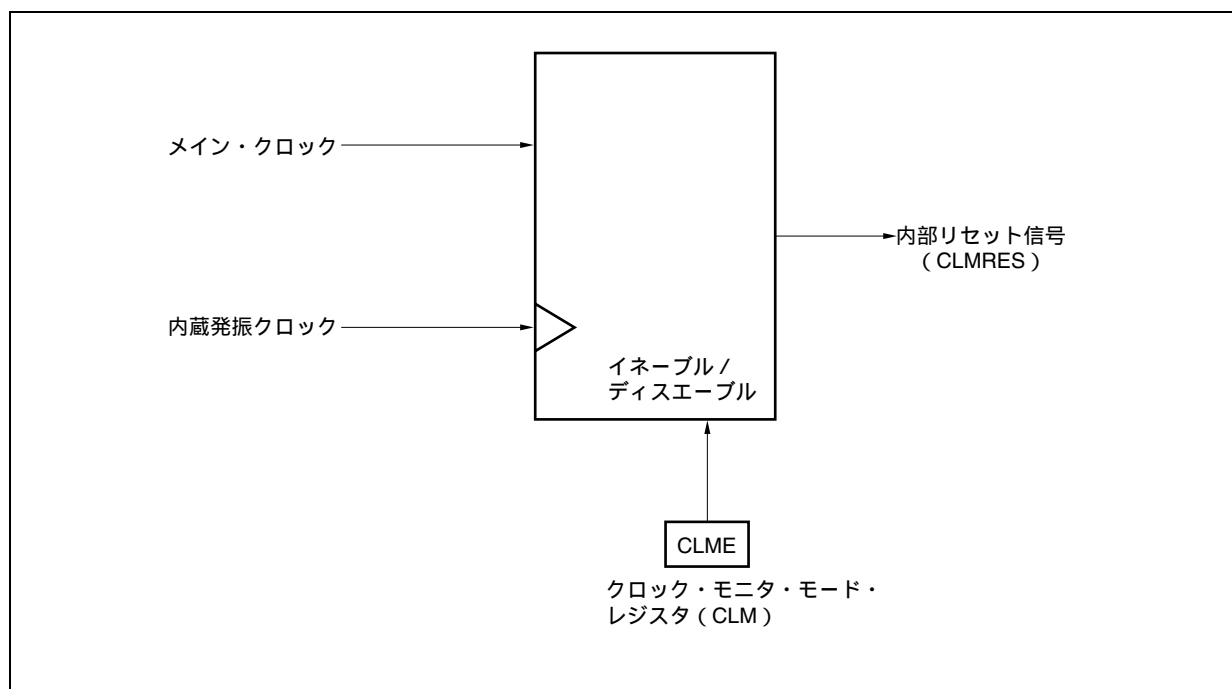 メイン・クロック
内部リセット信号
（CLMRES）
内蔵発振クロック
イネーブル／
ディスエーブル
CLME
クロック・モニタ・モード・
レジスタ（CLM）